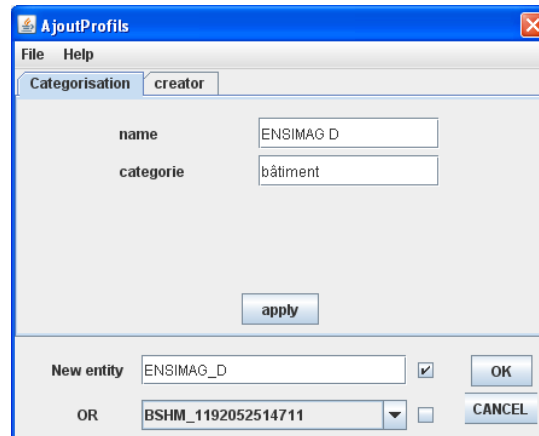 AjoutProfils
File Help
Categorisation creator
name ENSIMAG D
categorie bâtiment
apply
New entity ENSIMAG_D OK
OR BSHM_1192052514711 CANCEL